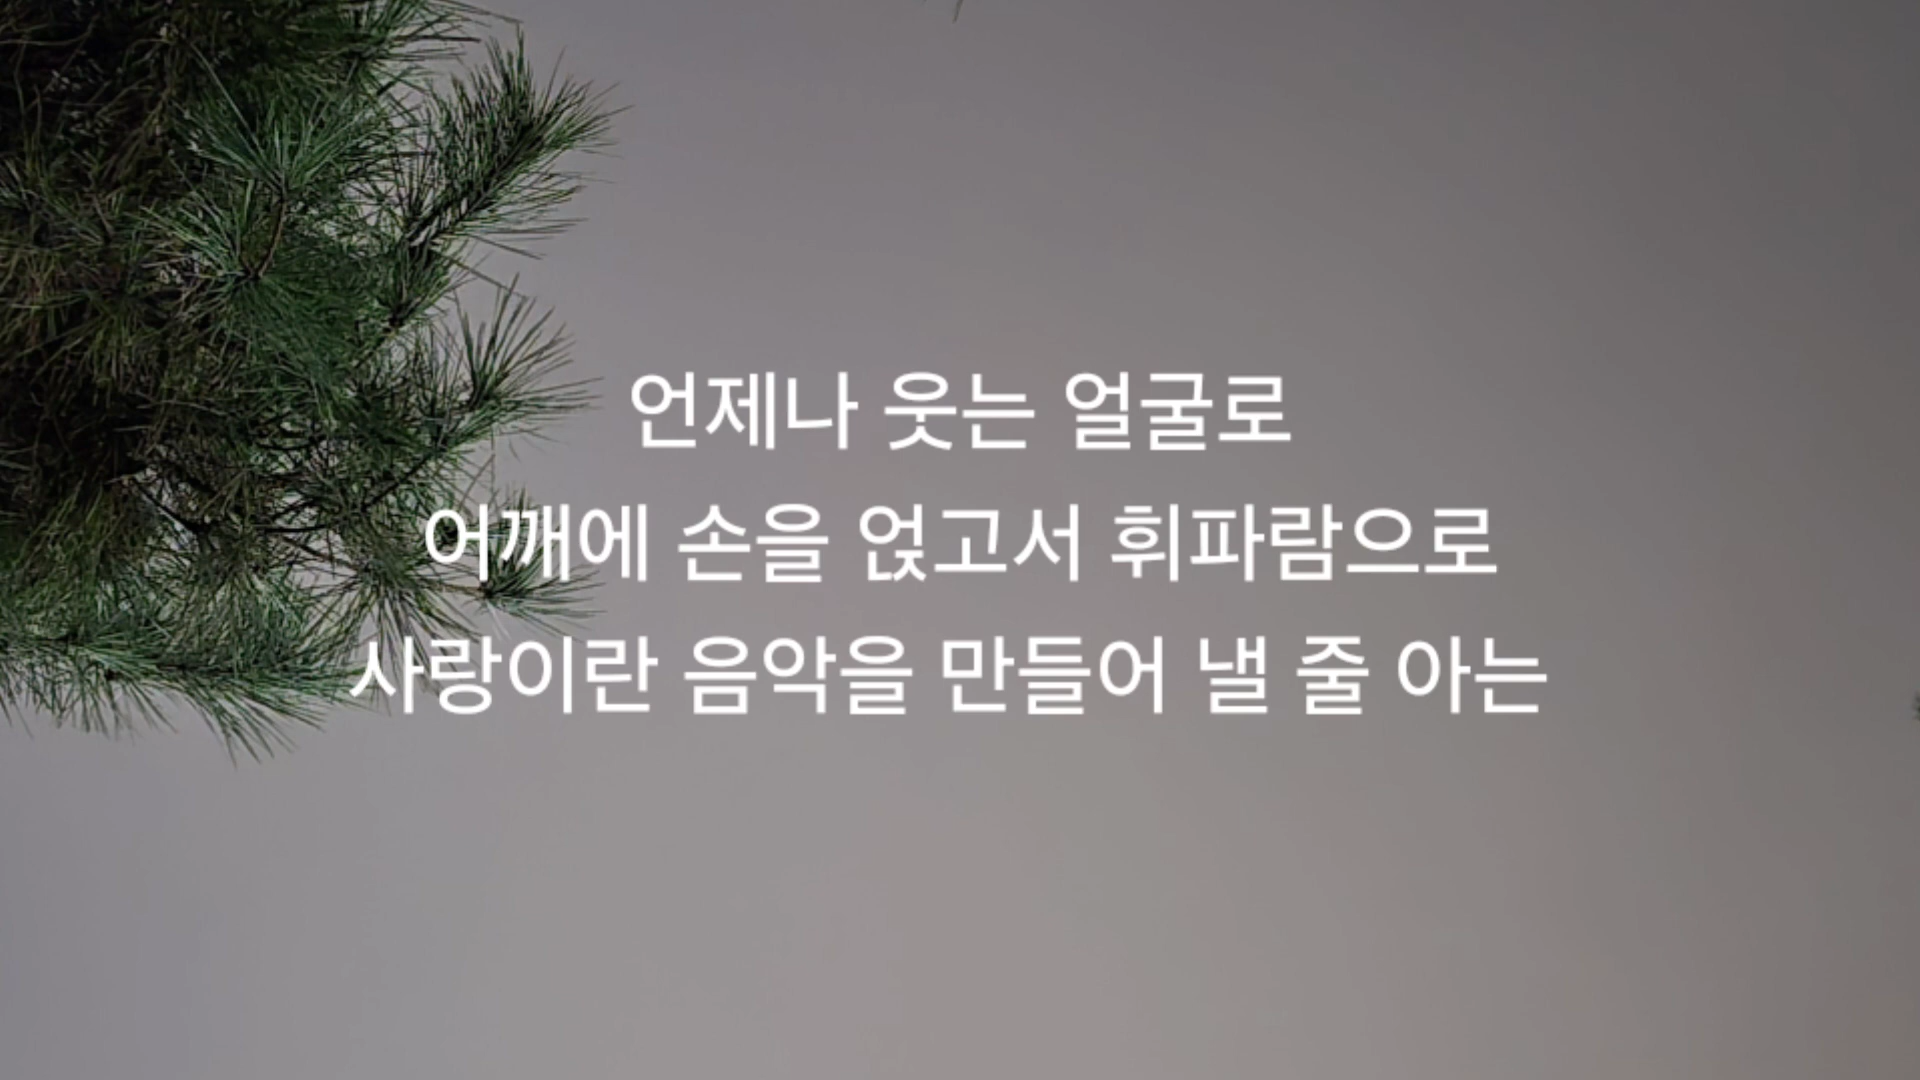 언제나 웃는 얼굴로
어깨에 손을 얹고서 휘파람으로
사랑이란 음악을 만들어 낼 줄 아는